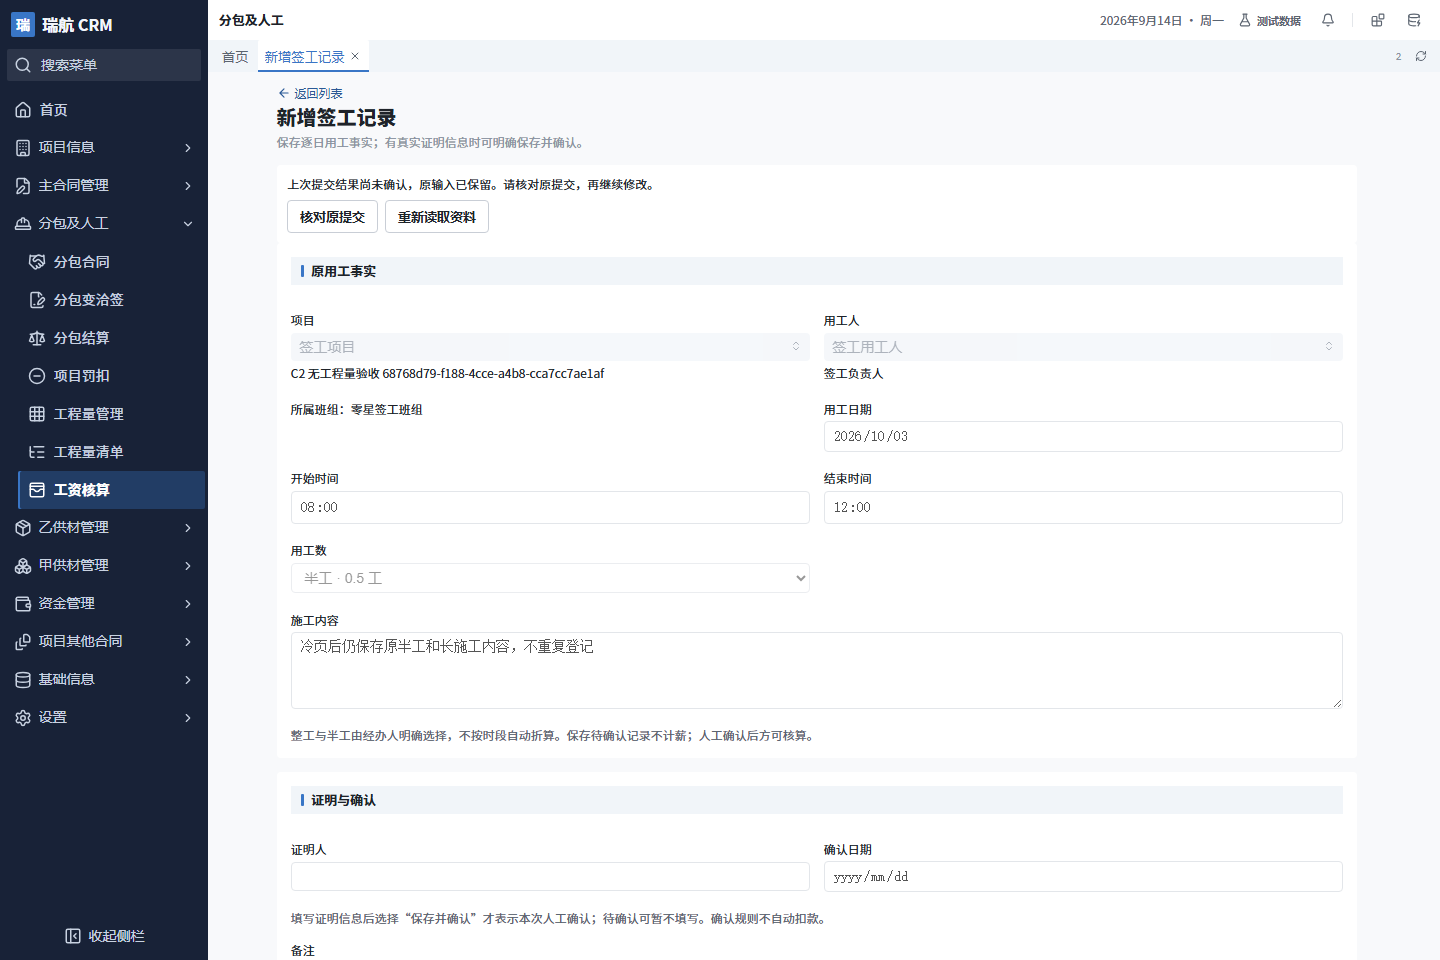 瑞 瑞航 CRM
搜索菜单
首页
项目信息
主合同管理
分包及人工
分包合同
分包变洽签
分包结算
项目罚扣
工程量管理
工程量清单
工资核算
乙供材管理
甲供材管理
资金管理
项目其他合同
基础信息
设置
收起侧栏
分包及人工
2026年9月14日 · 周一
测试数据
首页
新增签工记录
2
返回列表
新增签工记录
保存逐日用工事实；有真实证明信息时可明确保存并确认。
上次提交结果尚未确认，原输入已保留。请核对原提交，再继续修改。
核对原提交 重新读取资料
原用工事实
项目 用工人
签工项目 签工用工人
C2 无工程量验收 68768d79-f188-4cce-a4b8-cca7cc7ae1af 签工负责人
所属班组：零星签工班组 用工日期
2026/10/03
开始时间 结束时间
08:00 12:00
用工数
半工 · 0.5 工
施工内容
冷页后仍保存原半工和长施工内容，不重复登记
整工与半工由经办人明确选择，不按时段自动折算。保存待确认记录不计薪；人工确认后方可核算。
证明与确认
证明人 确认日期
yyyy/mm/dd
填写证明信息后选择“保存并确认”才表示本次人工确认；待确认可暂不填写。确认规则不自动扣款。
备注